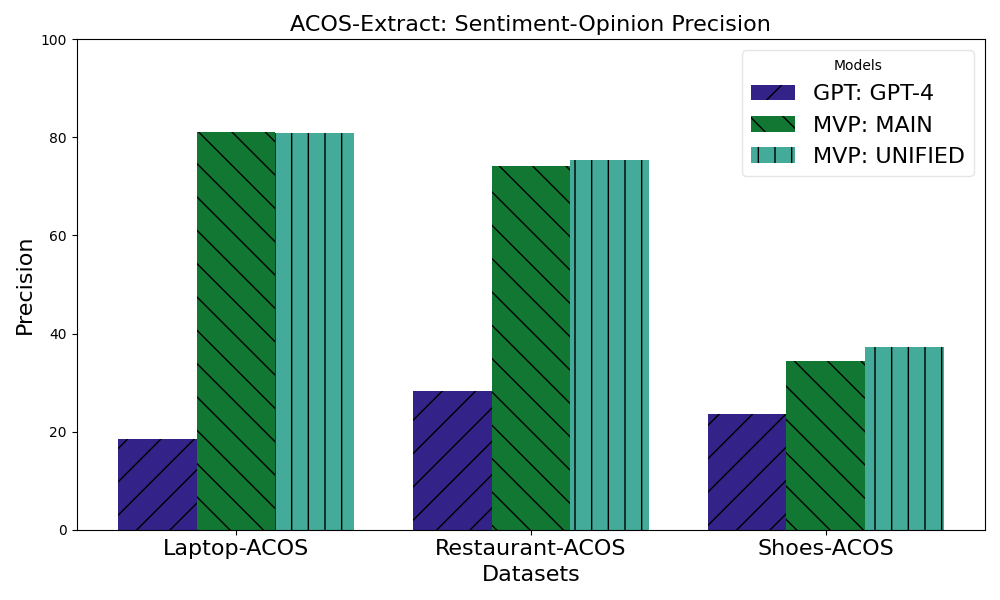 ACOS-Extract: Sentiment-Opinion Precision
Models
GPT: GPT-4
MVP: MAIN
MVP: UNIFIED
Precision
100
80
60
40
20
0
Laptop-ACOS
Restaurant-ACOS
Shoes-ACOS
Datasets